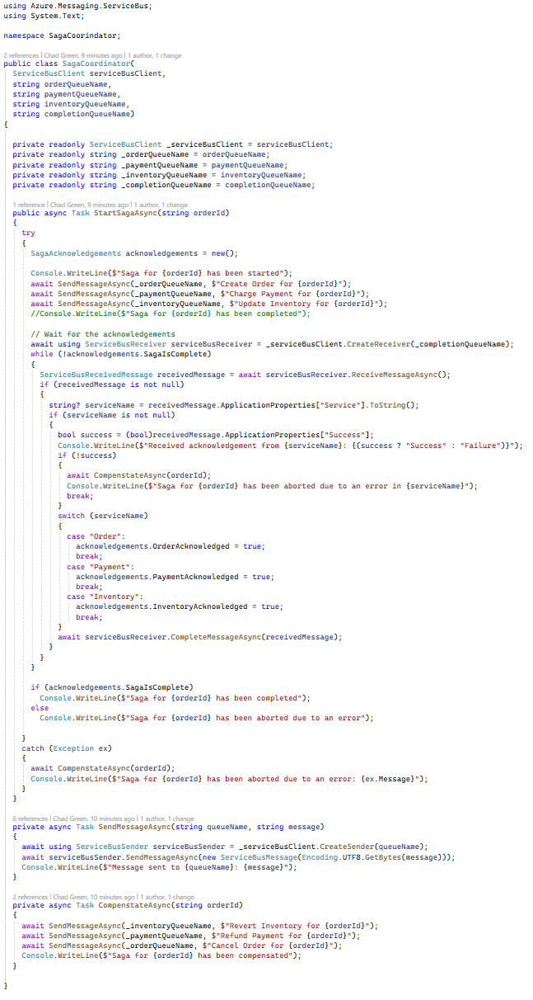 using Azure.Messaging.ServiceBus;
using System.Text;
namespace SagaCoorindator;
2 references | Chad Green, 9 minutes ago | 1 author, 1 change
public class SagaCoordinator(
ServiceBusClient serviceBusClient,
string orderQueueName,
string paymentQueueName,
string inventoryQueueName,
string completionQueueName)
{
private readonly ServiceBusClient _serviceBusClient = serviceBusClient;
private readonly string _orderQueueName = orderQueueName;
private readonly string _paymentQueueName = paymentQueueName;
private readonly string _inventoryQueueName = inventoryQueueName;
private readonly string _completionQueueName = completionQueueName;
1 reference | Chad Green, 9 minutes ago | 1 author, 1 change
public async Task StartSagaAsync(string orderId)
{
try
{
SagaAcknowledgements acknowledgements = new();
Console.WriteLine($"Saga for {orderId} has been started");
await SendMessageAsync(_orderQueueName, $"Create Order for {orderId}");
await SendMessageAsync(_paymentQueueName, $"Charge Payment for {orderId}");
await SendMessageAsync(_inventoryQueueName, $"Update Inventory for {orderId}");
//Console.WriteLine($"Saga for {orderId} has been completed");
// Wait for the acknowledgements
await using ServiceBusReceiver serviceBusReceiver = _serviceBusClient.CreateReceiver(_completionQueueName);
while (!acknowledgements.SagaIsComplete)
{
ServiceBusReceivedMessage receivedMessage = await serviceBusReceiver.ReceiveMessageAsync();
if (receivedMessage is not null)
{
string? serviceName = receivedMessage.ApplicationProperties["Service"].ToString();
if (serviceName is not null)
{
bool success = (bool)receivedMessage.ApplicationProperties["Success"];
Console.WriteLine($"Received acknowledgement from {serviceName}: {(success ? "Success" : "Failure")}");
if (!success)
{
await CompenstateAsync(orderId);
Console.WriteLine($"Saga for {orderId} has been aborted due to an error in {serviceName}");
break;
}
switch (serviceName)
{
case "Order":
acknowledgements.OrderAcknowledged = true;
break;
case "Payment":
acknowledgements.PaymentAcknowledged = true;
break;
case "Inventory":
acknowledgements.InventoryAcknowledged = true;
break;
}
await serviceBusReceiver.CompleteMessageAsync(receivedMessage);
}
}
}
if (acknowledgements.SagaIsComplete)
Console.WriteLine($"Saga for {orderId} has been completed");
else
Console.WriteLine($"Saga for {orderId} has been aborted due to an error");
}
catch (Exception ex)
{
await CompenstateAsync(orderId);
Console.WriteLine($"Saga for {orderId} has been aborted due to an error: {ex.Message}");
}
}
6 references | Chad Green, 10 minutes ago | 1 author, 1 change
private async Task SendMessageAsync(string queueName, string message)
{
await using ServiceBusSender serviceBusSender = _serviceBusClient.CreateSender(queueName);
await serviceBusSender.SendMessageAsync(new ServiceBusMessage(Encoding.UTF8.GetBytes(message)));
Console.WriteLine($"Message sent to {queueName}: {message}");
}
2 references | Chad Green, 10 minutes ago | 1 author, 1 change
private async Task CompenstateAsync(string orderId)
{
await SendMessageAsync(_inventoryQueueName, $"Revert Inventory for {orderId}");
await SendMessageAsync(_paymentQueueName, $"Refund Payment for {orderId}");
await SendMessageAsync(_orderQueueName, $"Cancel Order for {orderId}");
Console.WriteLine($"Saga for {orderId} has been compensated");
}
}